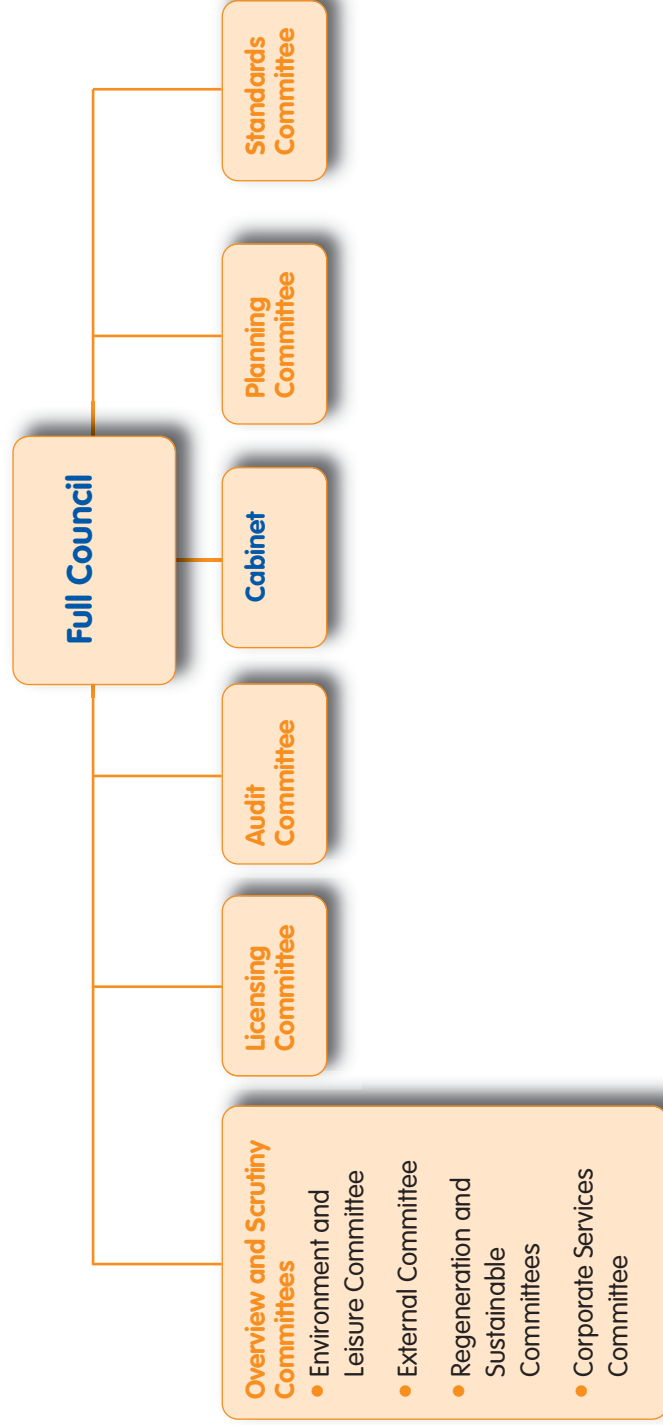 Full Council
Overview and Scrutiny
Committees
• Environment and
Leisure Committee
• External Committee
• Regeneration and
Sustainable
Committees
• Corporate Services
Committee
Licensing
Committee
Audit
Committee
Cabinet
Planning
Committee
Standards
Committee